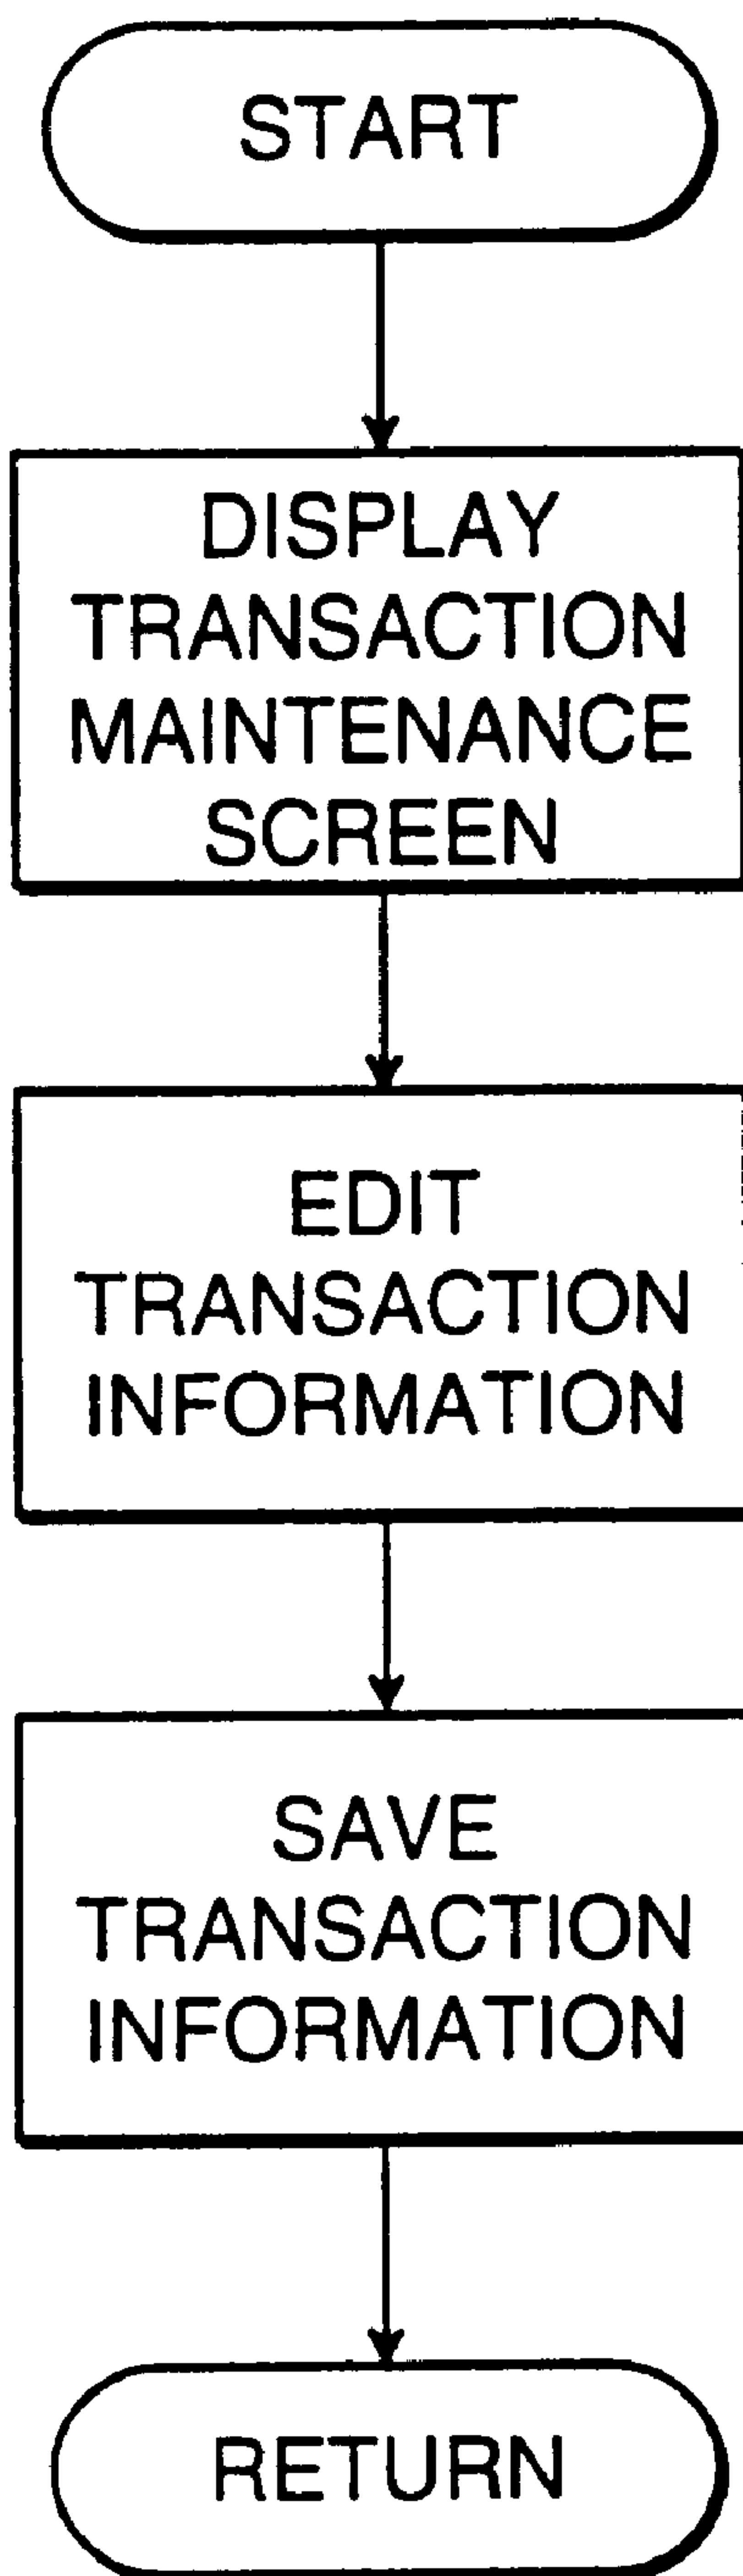 START
DISPLAY
TRANSACTION
MAINTENANCE
SCREEN
EDIT
TRANSACTION
INFORMATION
SAVE
TRANSACTION
INFORMATION
RETURN